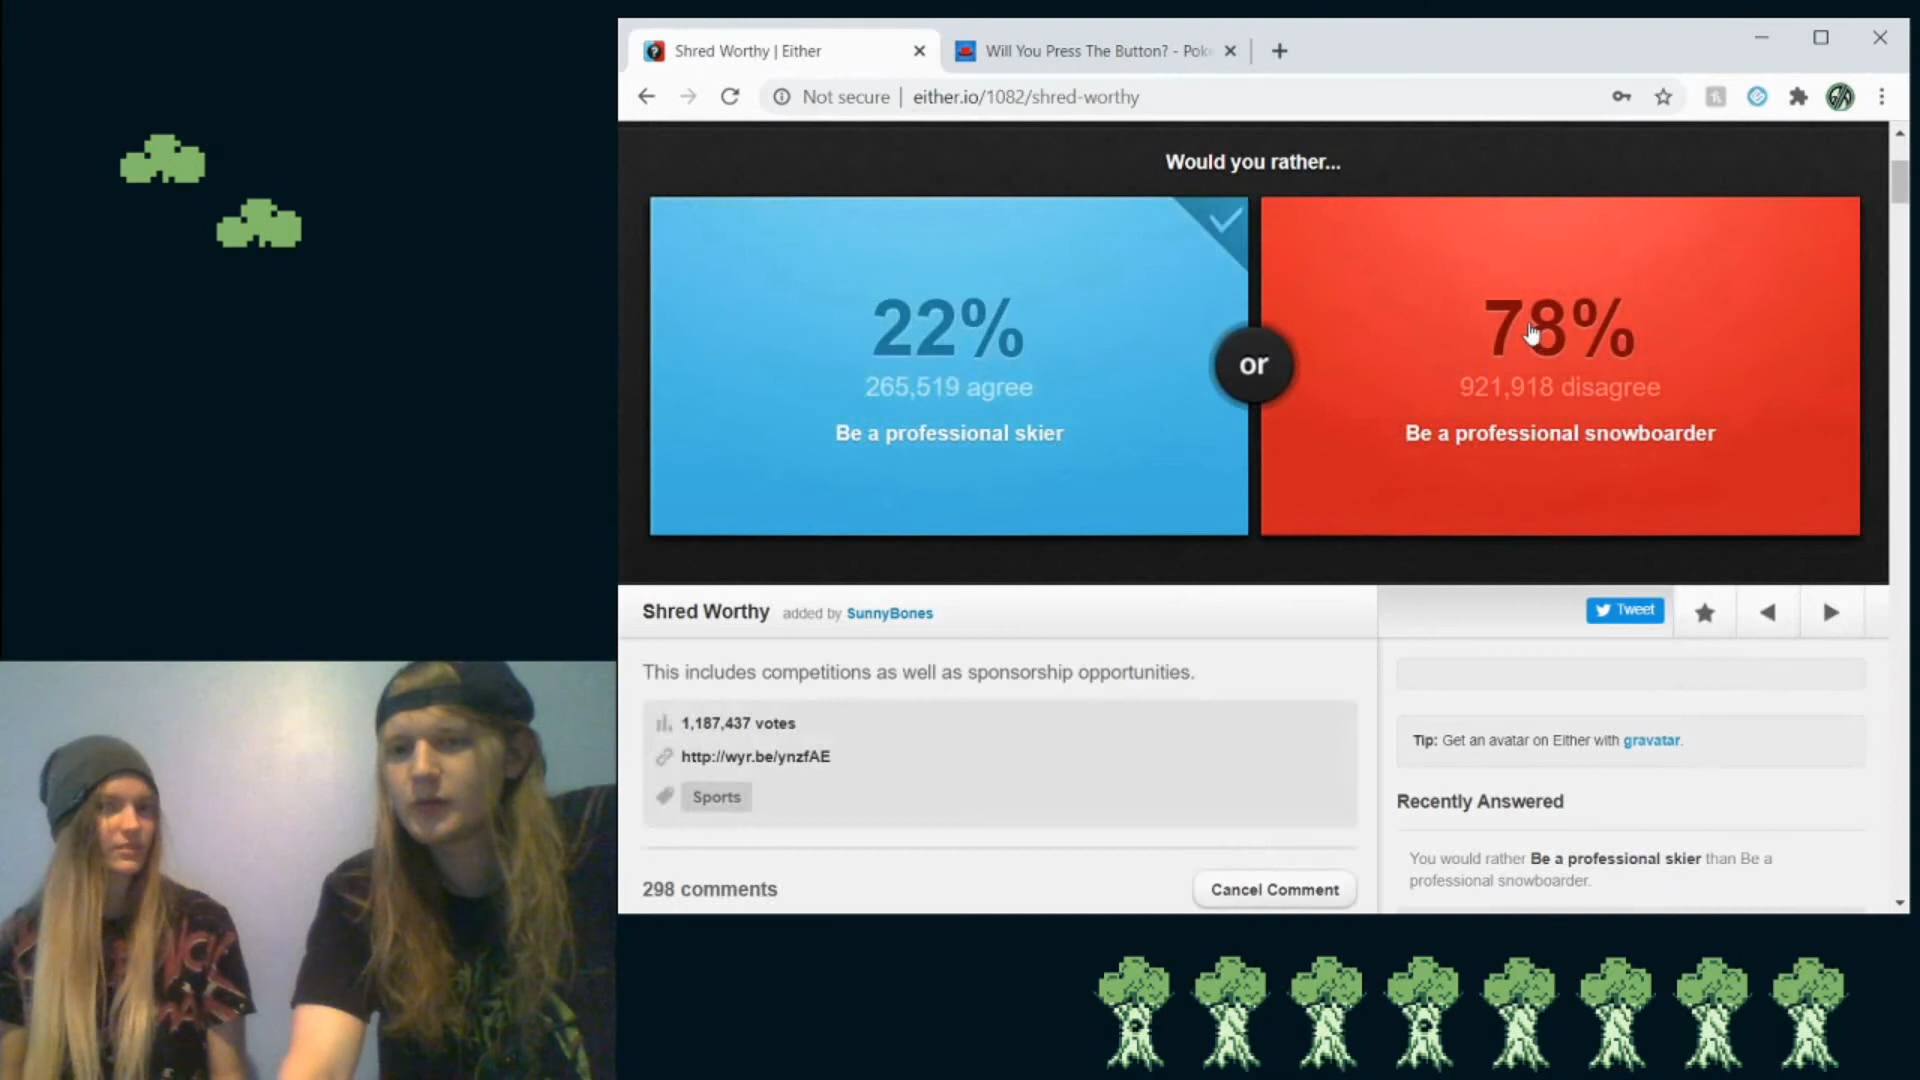 Shred Worthy | Either
Will You Press The Button? - Poke
Not secure | either.io/1082/shred-worthy
Would you rather...
22%
265,519 agree
Be a professional skier
or
78%
921,918 disagree
Be a professional snowboarder
Shred Worthy added by SunnyBones
Tweet
This includes competitions as well as sponsorship opportunities.
1,187,437 votes
http://wyr.be/ynzfAE
Sports
298 comments
Cancel Comment
Tip: Get an avatar on Either with gravatar.
Recently Answered
You would rather Be a professional skier than Be a
professional snowboarder.